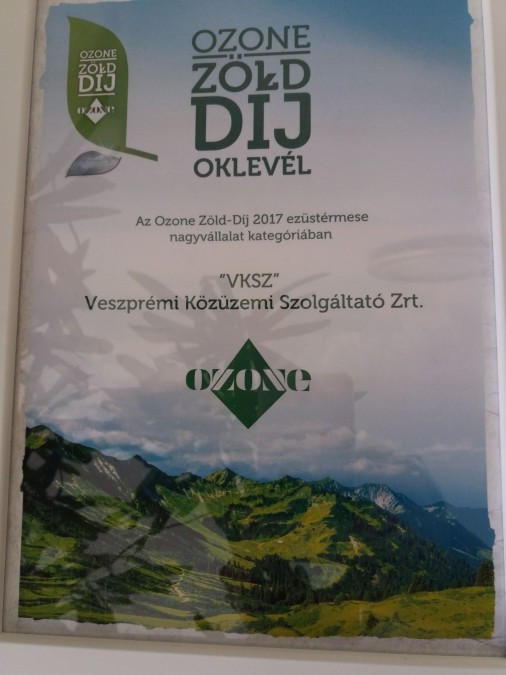 OZONE
ZÖLD
DÍJ
OZONE
OZONE
ZÖLD
DÍJ
OKLEVÉL
Az Ozone Zöld-Díj 2017 ezüstérmese
nagyvállalat kategóriában
"VKSZ"
Veszprémi Közüzemi Szolgáltató Zrt.
OZONE